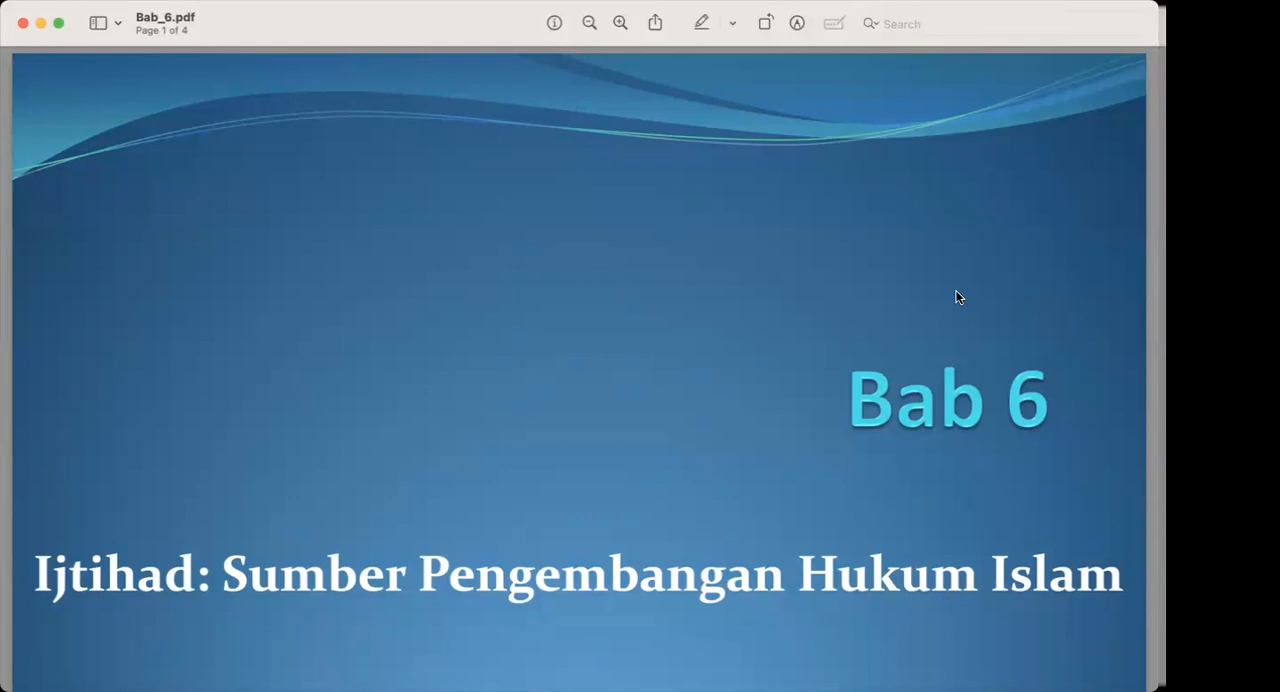 Bab_6.pdf
Page 1 of 4
Search
Bab 6
Ijtihad: Sumber Pengembangan Hukum Islam